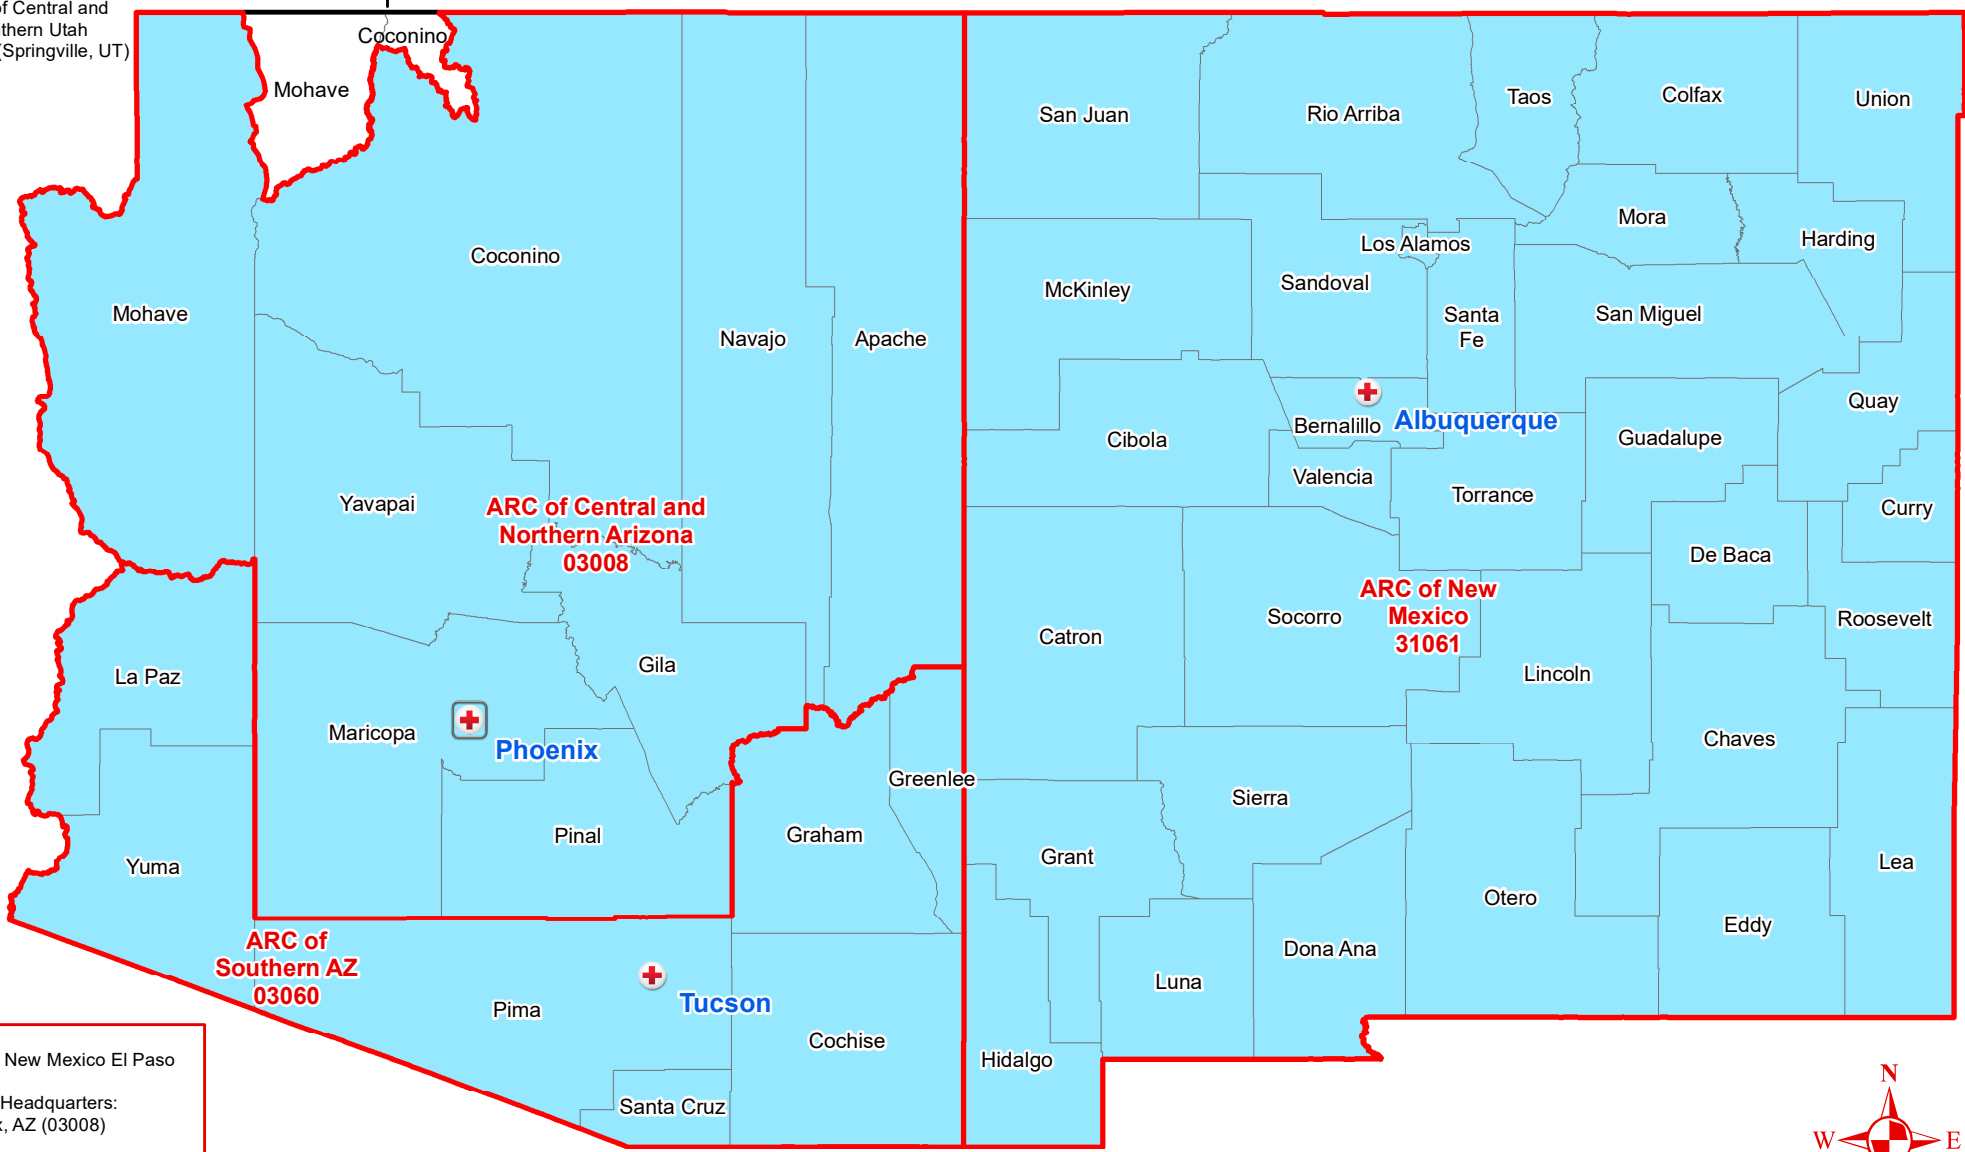 of Central and
thern Utah
(Springville, UT)
Coconino
Mohave
San Juan
Rio Arriba
Taos
Colfax
Union
Mora
Harding
Los Alamos
Coconino
McKinley
Sandoval
Mohave
Navajo
Apache
Santa
Fe
San Miguel
Bernalillo
Albuquerque
Quay
Cibola
Guadalupe
Valencia
Torrance
Curry
Yavapai
ARC of Central and
Northern Arizona
03008
De Baca
ARC of New
Mexico
31061
Socorro
Roosevelt
Catron
Lincoln
La Paz
Gila
Maricopa
Phoenix
Chaves
Greenlee
Sierra
Pinal
Graham
Grant
Yuma
Lea
Otero
Eddy
ARC of
Southern AZ
03060
Dona Ana
Luna
Pima
Tucson
Cochise
Hidalgo
Santa Cruz
New Mexico El Paso
Headquarters:
x, AZ (03008)
N
W
E